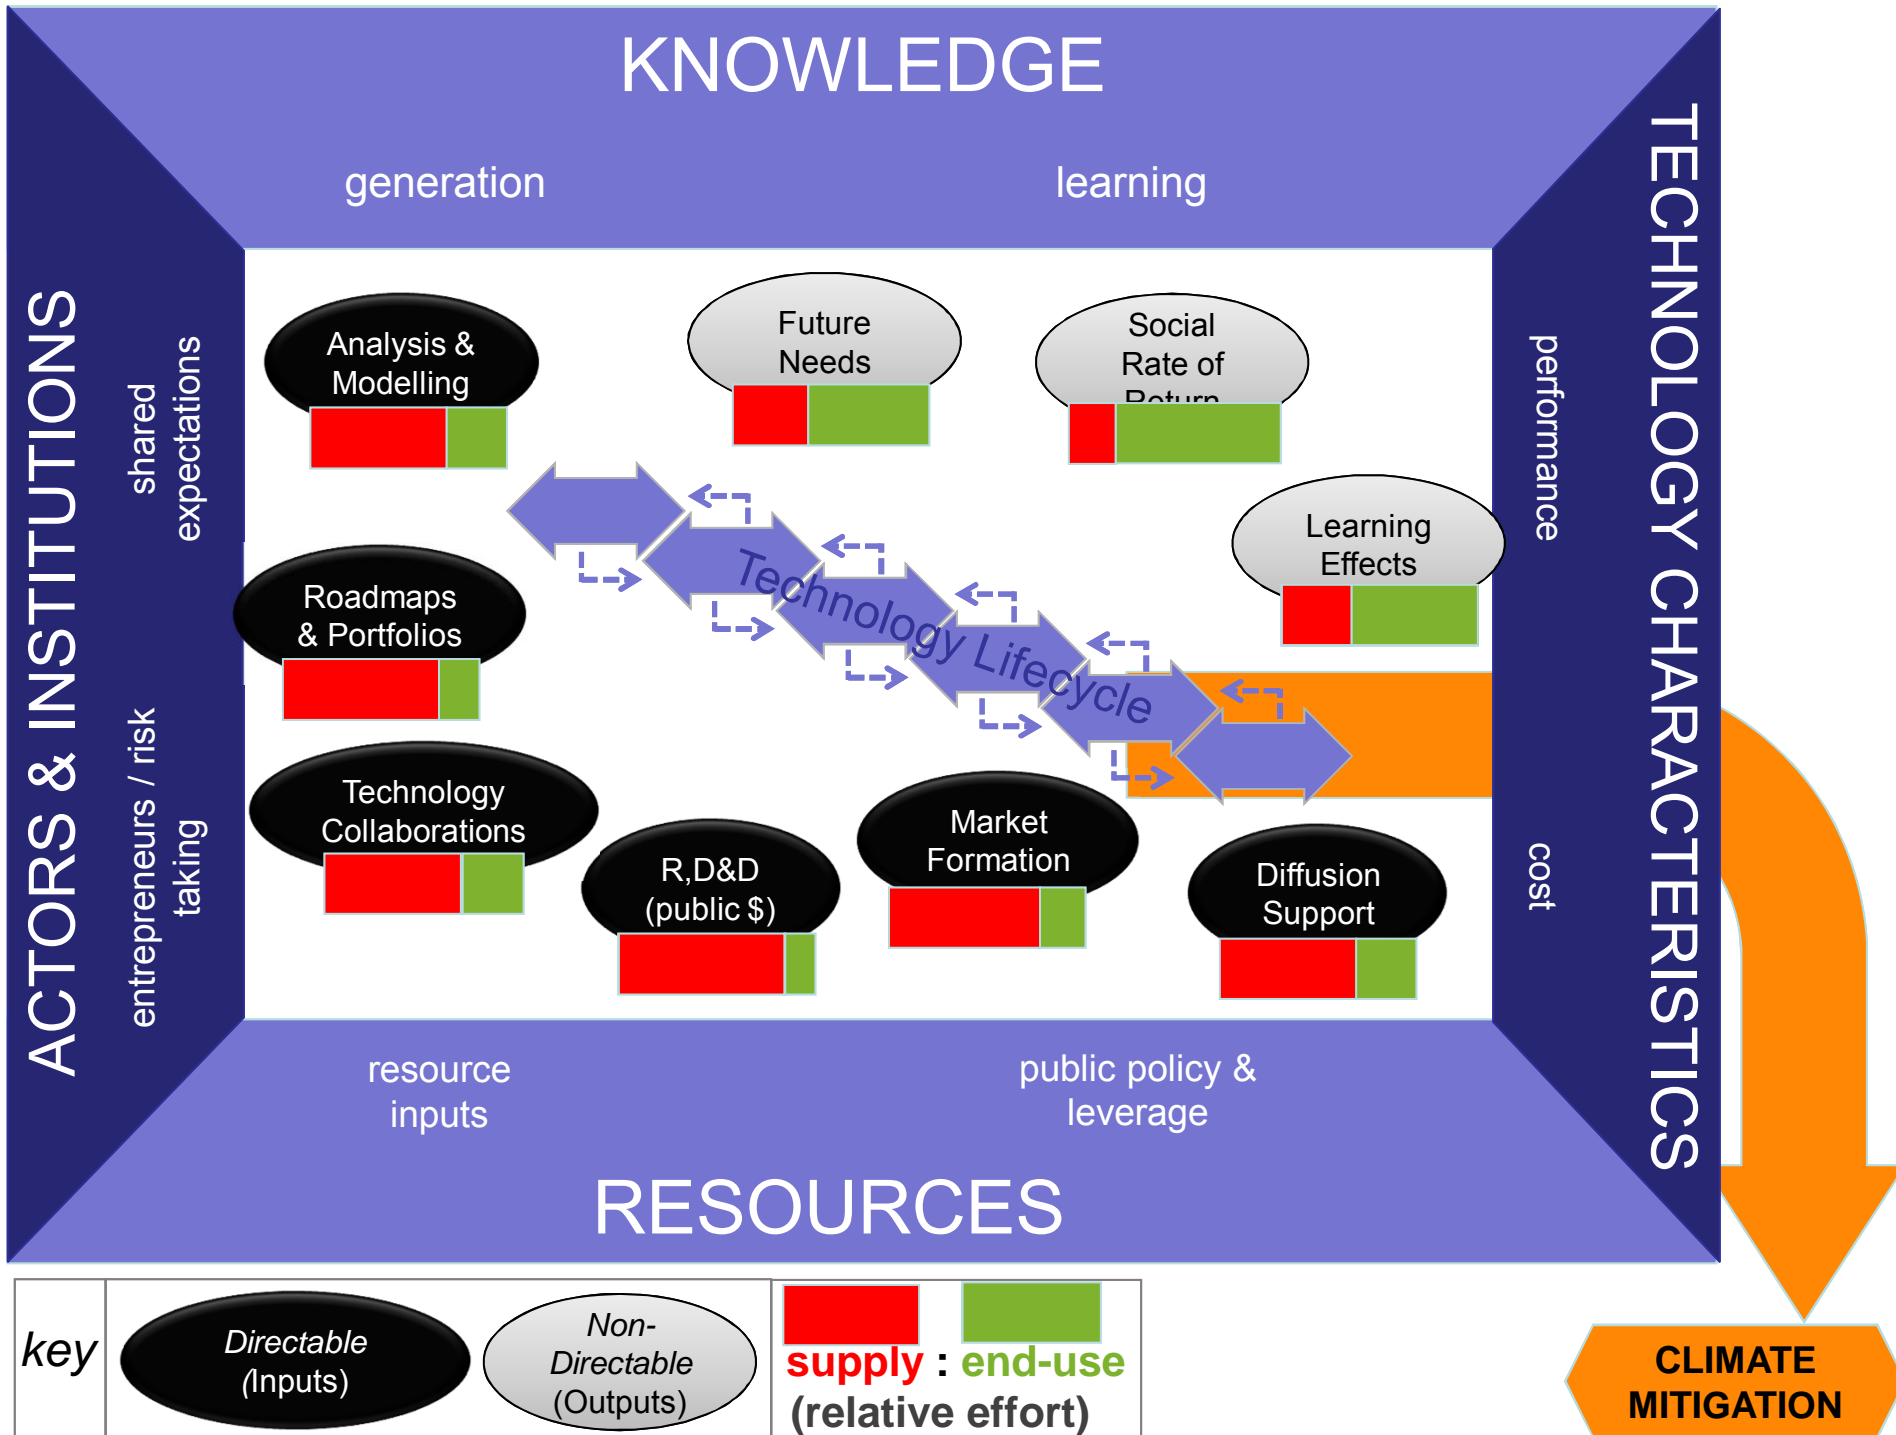 KNOWLEDGE
generation
learning
ACTORS & INSTITUTIONS
shared
expectations
entrepreneurs / risk
taking
TECHNOLOGY CHARACTERISTICS
performance
cost
Analysis &
Modelling
Future
Needs
Social
Rate of
Return
Learning
Effects
Roadmaps
& Portfolios
Technology Lifecycle
Technology
Collaborations
R,D&D
(public $)
Market
Formation
Diffusion
Support
resource
inputs
public policy &
leverage
RESOURCES
key
Directable
(Inputs)
Non-
Directable
(Outputs)
supply : end-use
(relative effort)
CLIMATE
MITIGATION